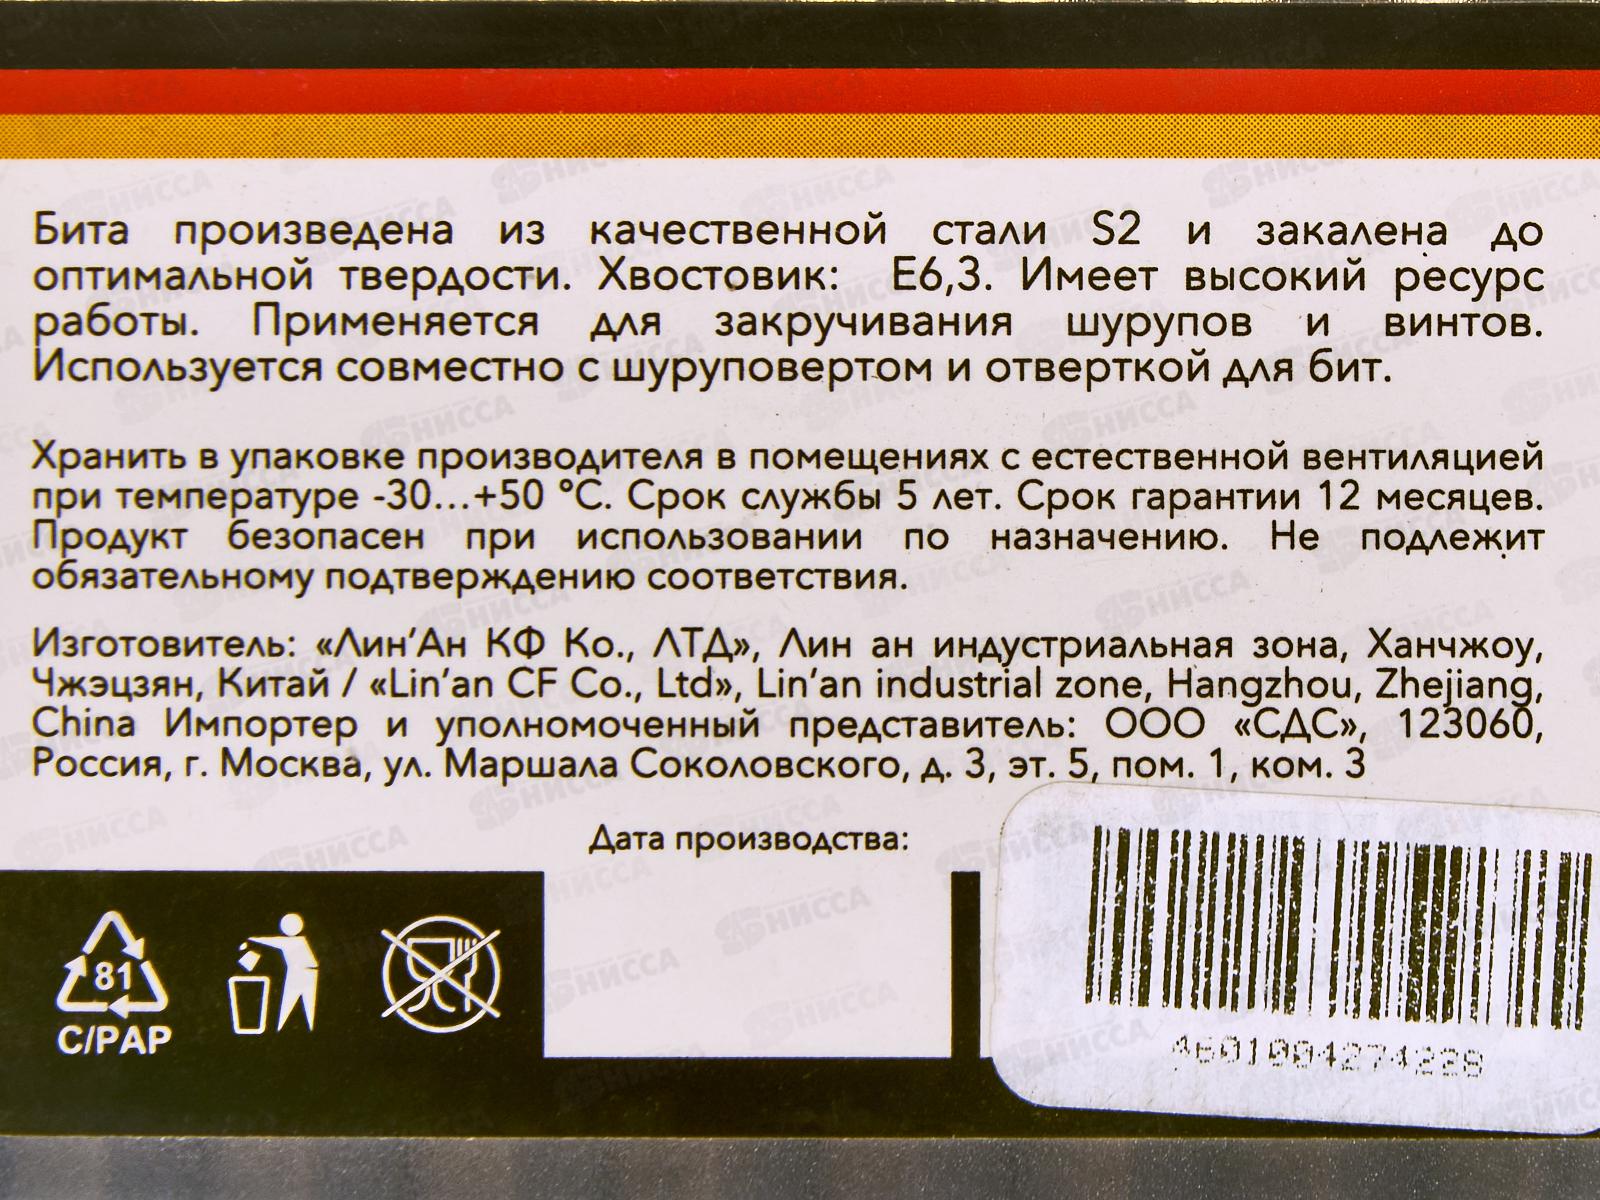 Бита произведена из качественной стали S2 и закалена до
оптимальной твердости. Хвостовик: E6,3. Имеет высокий ресурс
работы. Применяется для закручивания шурупов и винтов.
Используется совместно с шуруповертом и отверткой для бит.
Хранить в упаковке производителя в помещениях с естественной вентиляцией
при температуре -30...+50 °C. Срок службы 5 лет. Срок гарантии 12 месяцев.
Продукт безопасен при использовании по назначению. Не подлежит
обязательному подтверждению соответствия.
Изготовитель: «Лин’Ан КФ Ко., ЛТД», Лин ан индустриальная зона, Ханчжоу,
Чжэцзян, Китай / «Lin’an CF Co., Ltd», Lin’an industrial zone, Hangzhou, Zhejiang,
China Импортер и уполномоченный представитель: ООО «СДС», 123060,
Россия, г. Москва, ул. Маршала Соколовского, д. 3, эт. 5, пом. 1, ком. 3
Дата производства:
81
C/PAP
4601004274228
НИССА